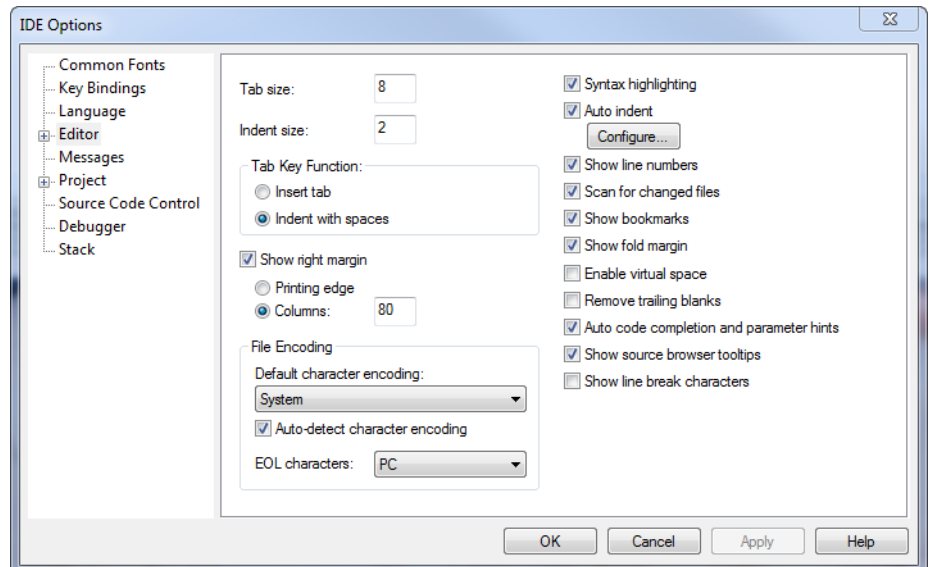 IDE Options
Common Fonts
Key Bindings
Language
Editor
Messages
Project
Source Code Control
Debugger
Stack
Tab size: 8
Indent size: 2
Tab Key Function:
Insert tab
Indent with spaces
Show right margin
Printing edge
Columns: 80
File Encoding
Default character encoding:
System
Auto-detect character encoding
EOL characters: PC
Syntax highlighting
Auto indent
Configure...
Show line numbers
Scan for changed files
Show bookmarks
Show fold margin
Enable virtual space
Remove trailing blanks
Auto code completion and parameter hints
Show source browser tooltips
Show line break characters
OK Cancel Apply Help